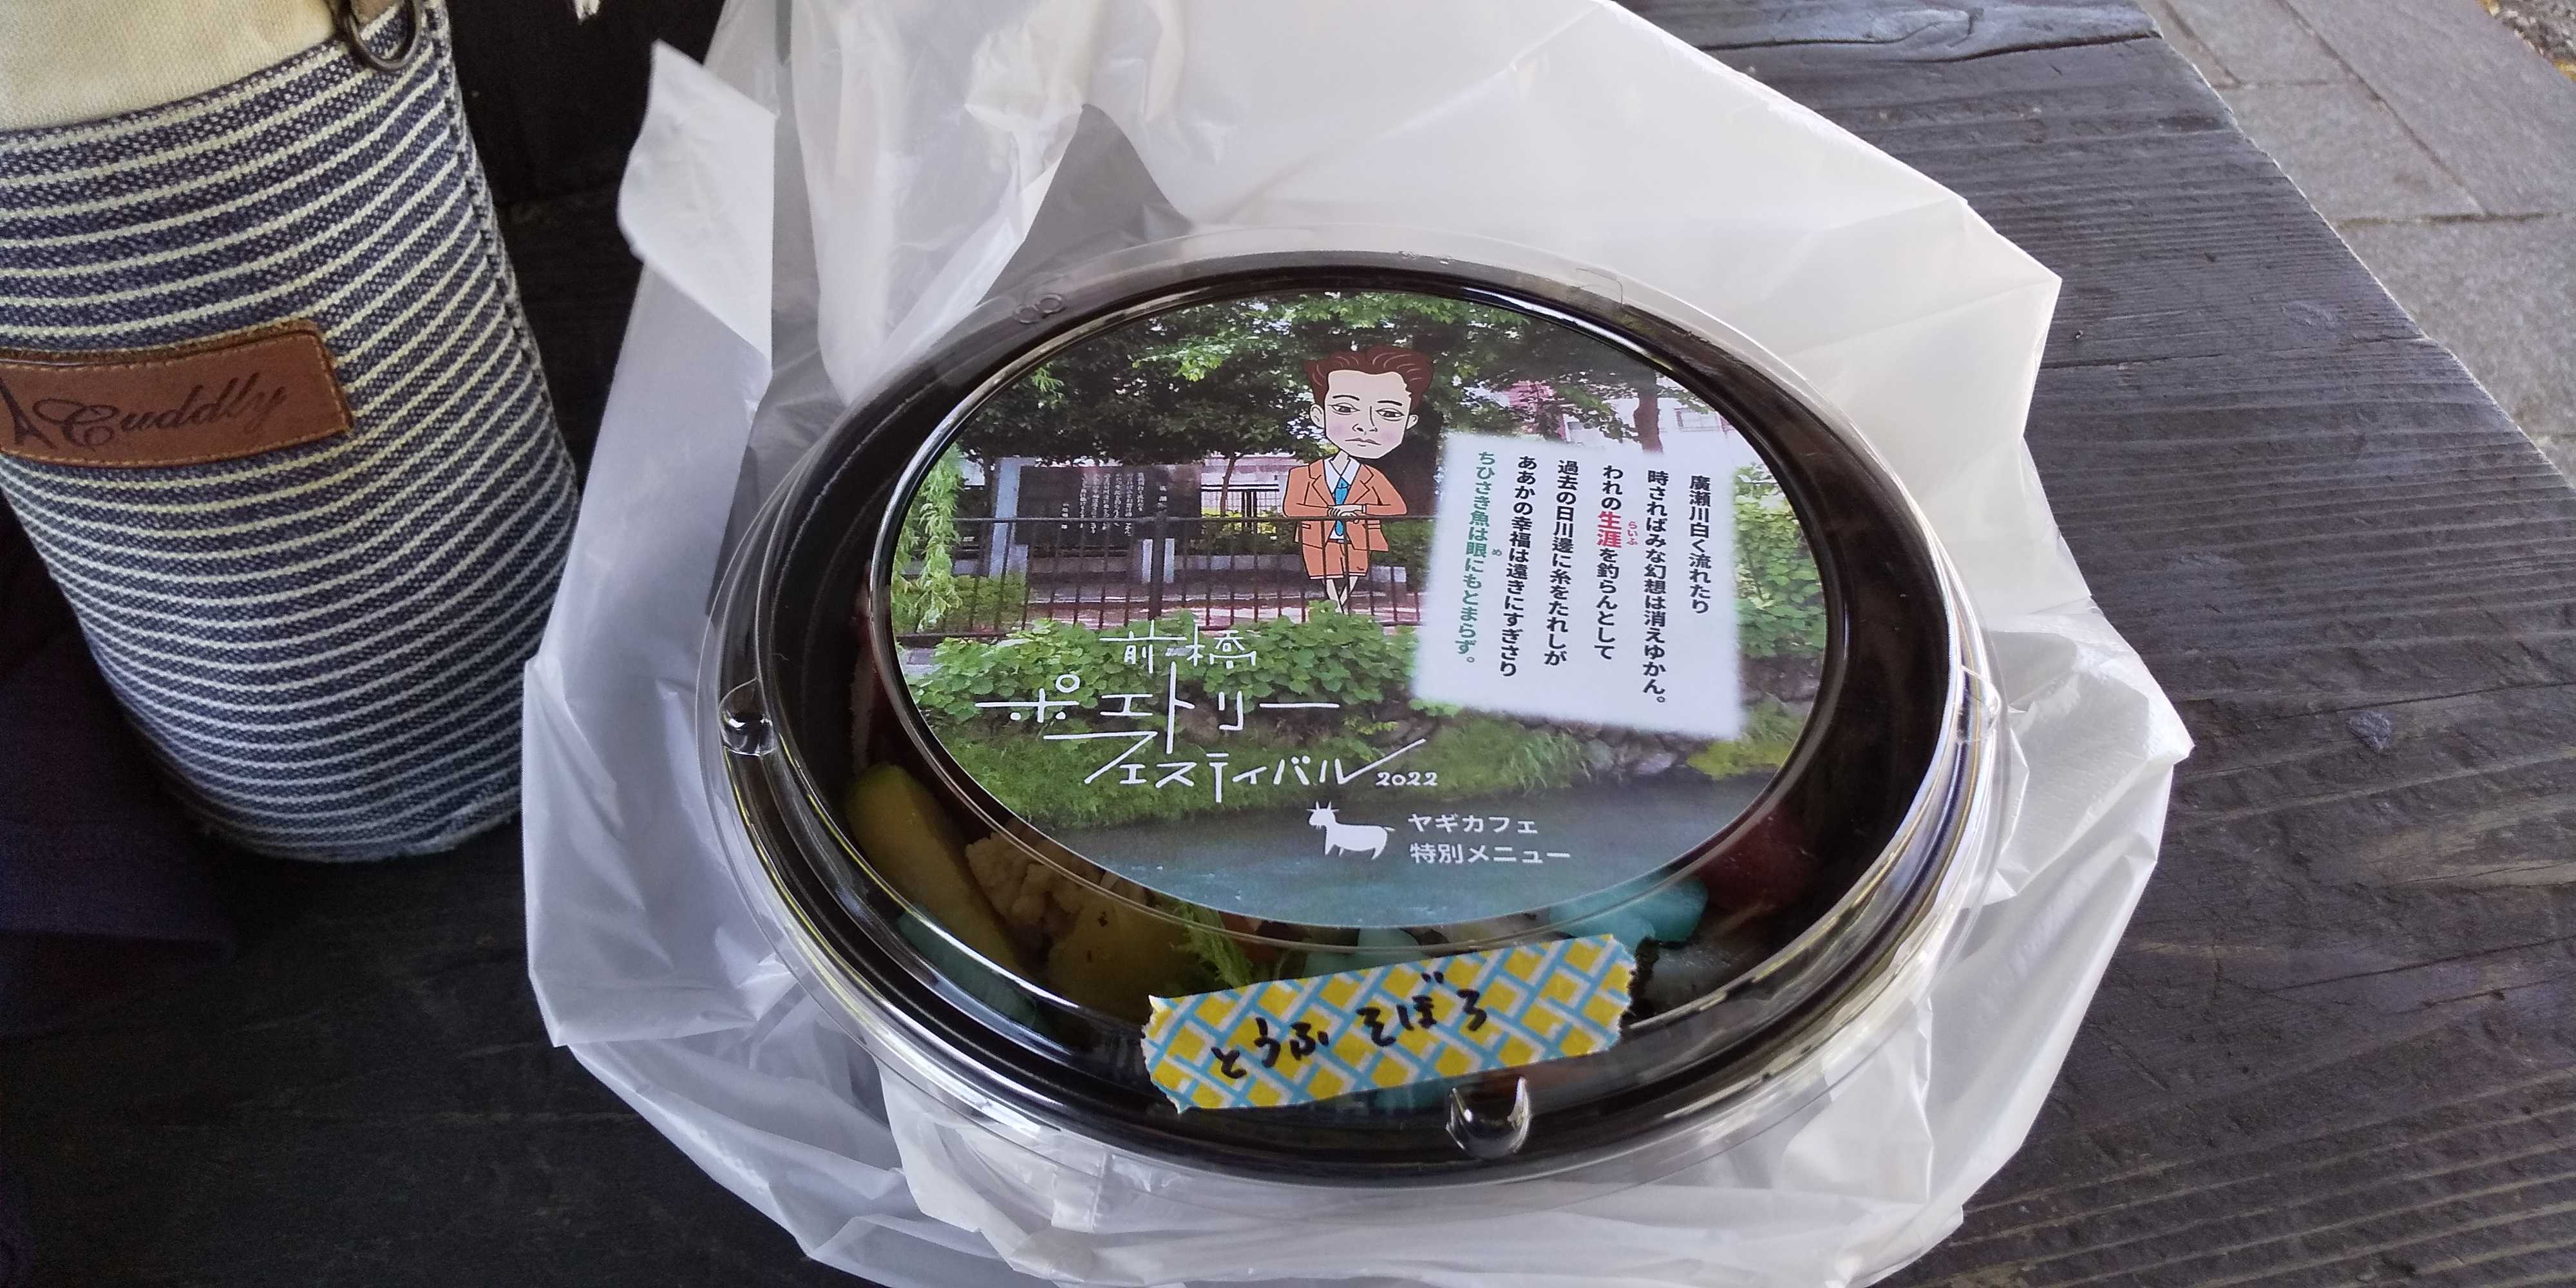 A Cuddly
廣瀬川白く流れたり
時さればみな幻想は消えゆかん。
われの生涯を釣らんとして
らいふ
過去の日川邊に糸をたれしが
ああかの幸福は遠きにすぎさり
ちひさき魚は眼にもとまらず。
め
前橋
ポエトリー
フェスティバル2022
ヤギカフェ
特別メニュー
とうふそぼろ